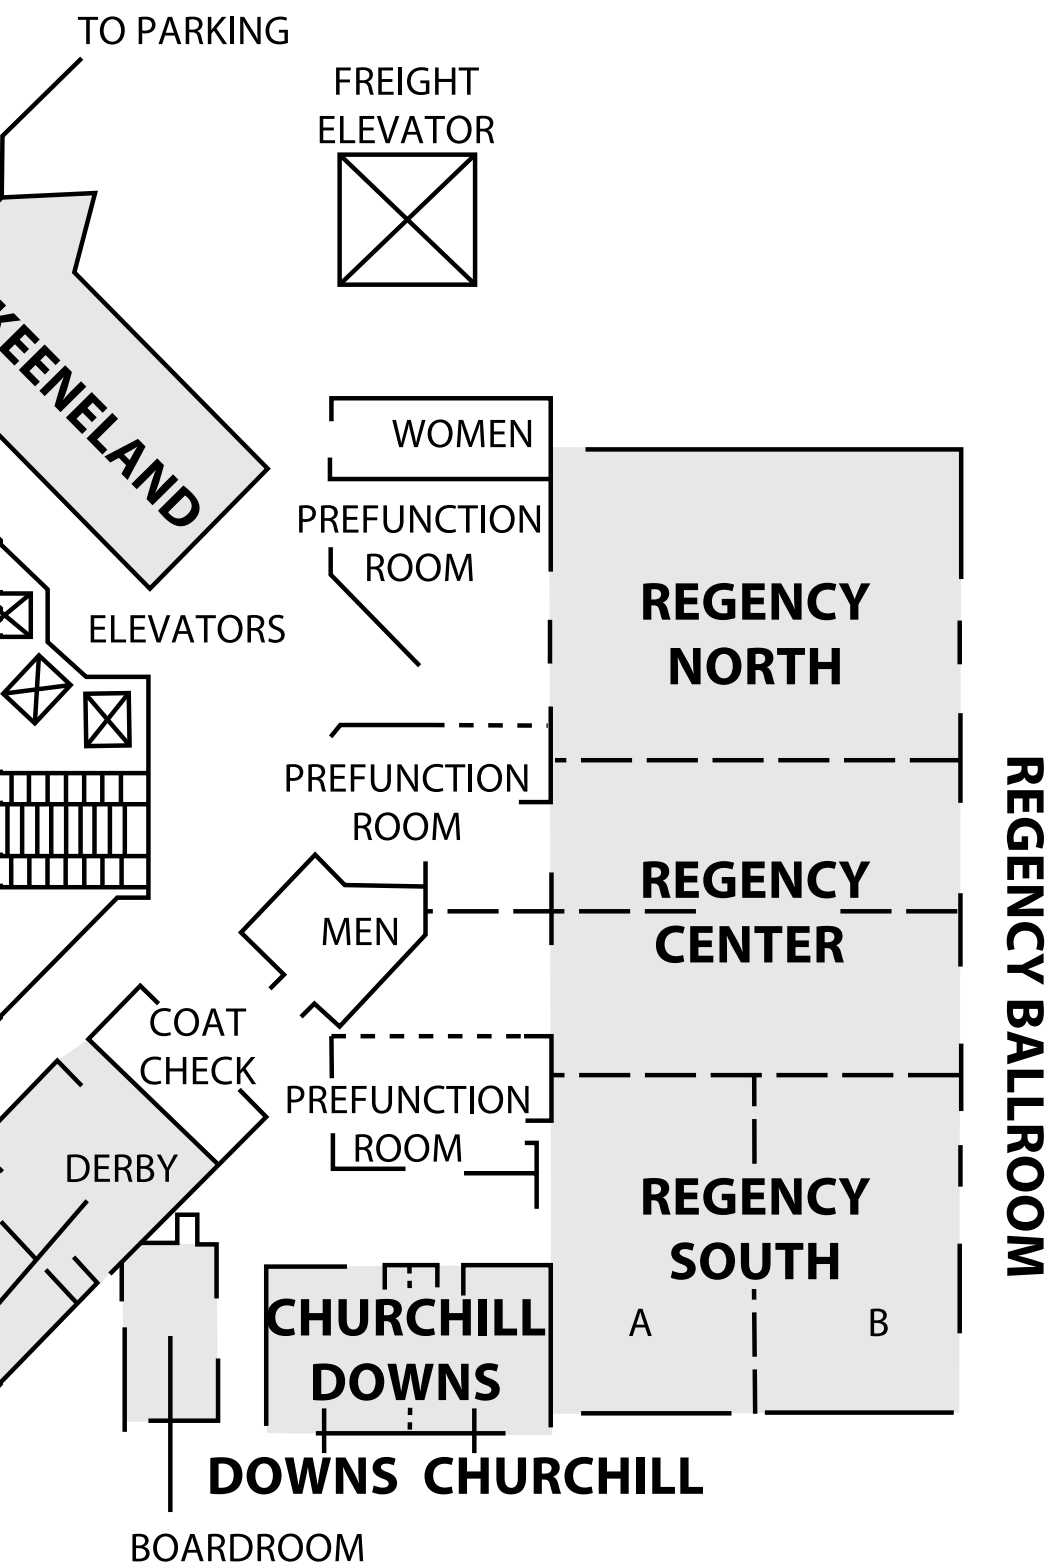 TO PARKING
FREIGHT
ELEVATOR
KEENELAND
WOMEN
PREFUNCTION
ROOM
ELEVATORS
REGENCY
NORTH
PREFUNCTION
ROOM
REGENCY
CENTER
MEN
REGENCY BALLROOM
COAT
CHECK
PREFUNCTION
ROOM
DERBY
REGENCY
SOUTH
A
B
CHURCHILL
DOWNS
DOWNS CHURCHILL
BOARDROOM